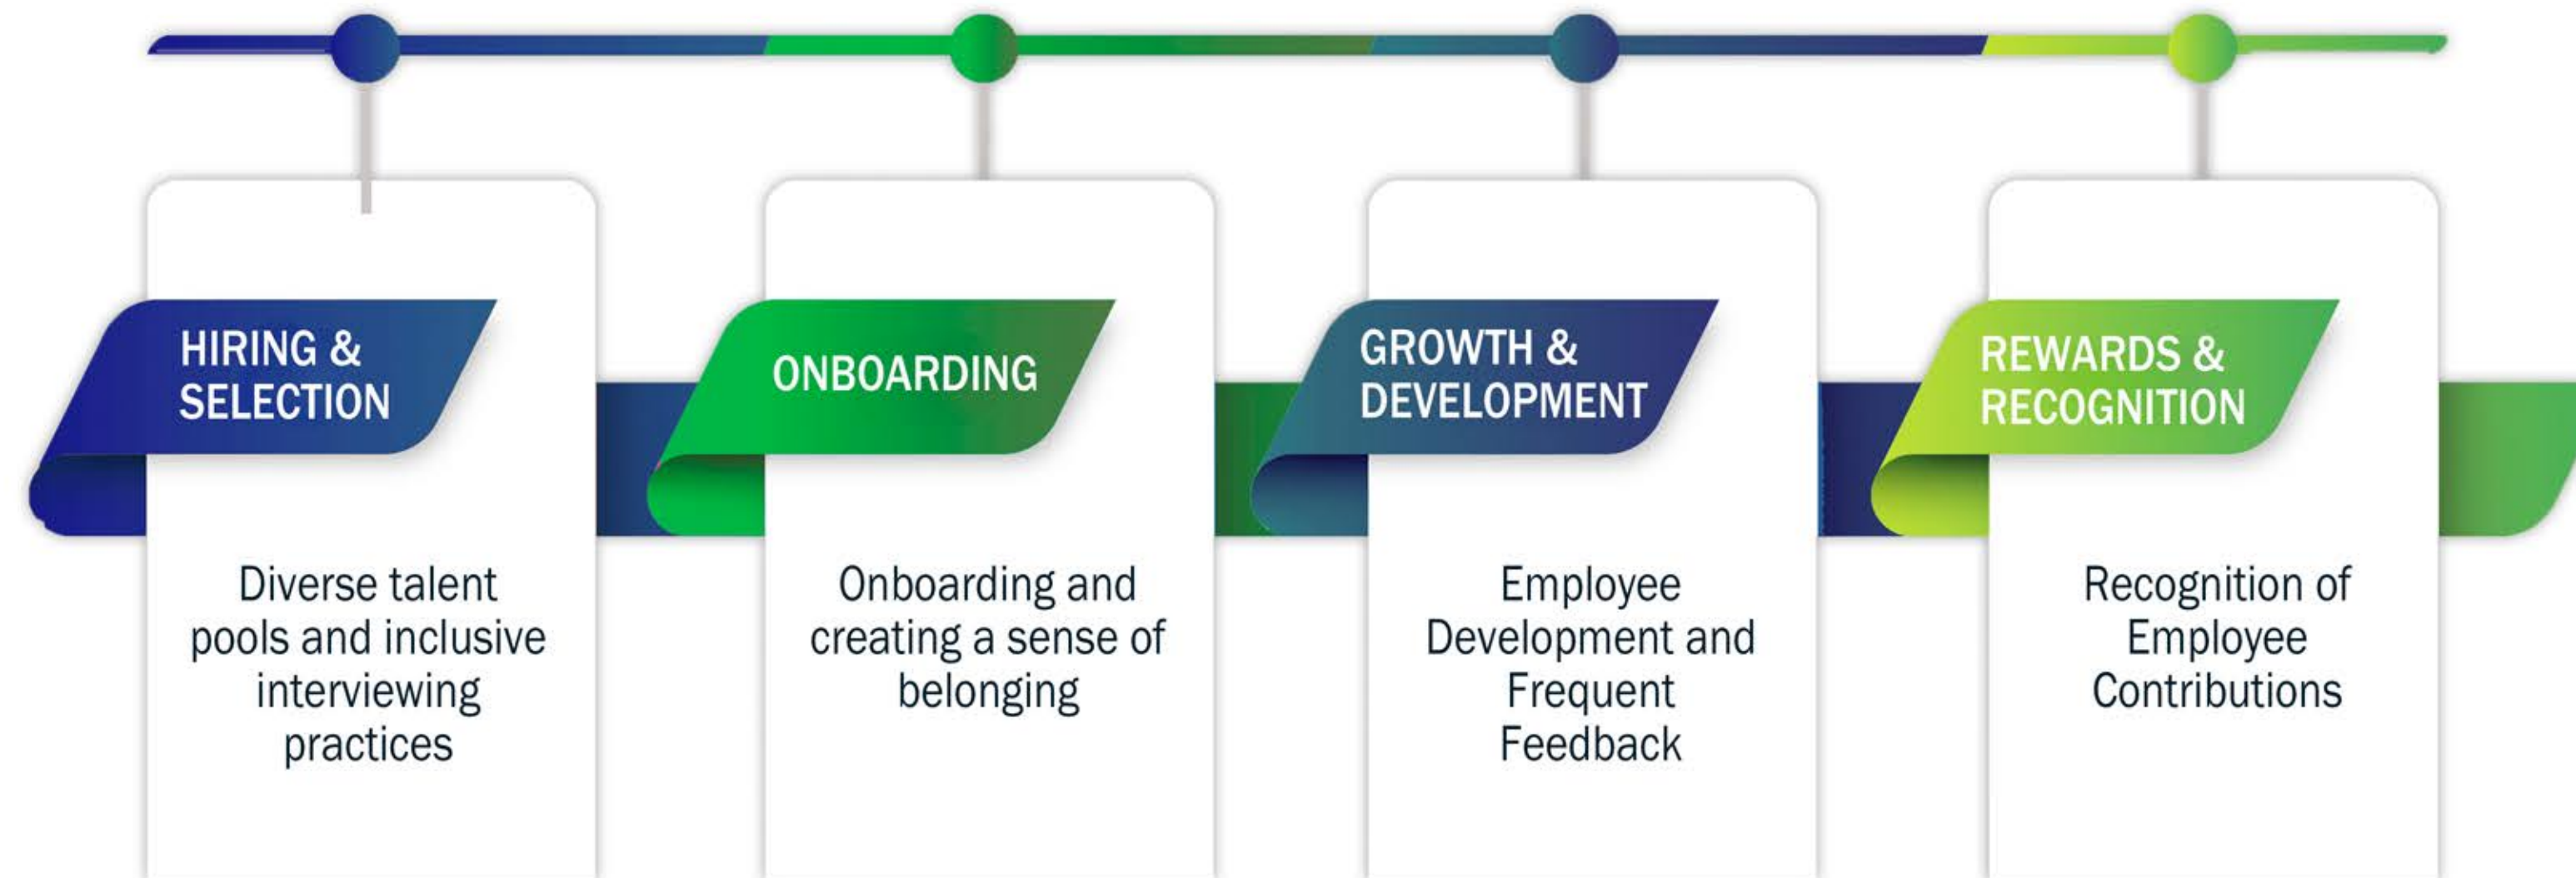 HIRING &
SELECTION
Diverse talent
pools and inclusive
interviewing
practices
ONBOARDING
Onboarding and
creating a sense of
belonging
GROWTH &
DEVELOPMENT
Employee
Development and
Frequent
Feedback
REWARDS &
RECOGNITION
Recognition of
Employee
Contributions